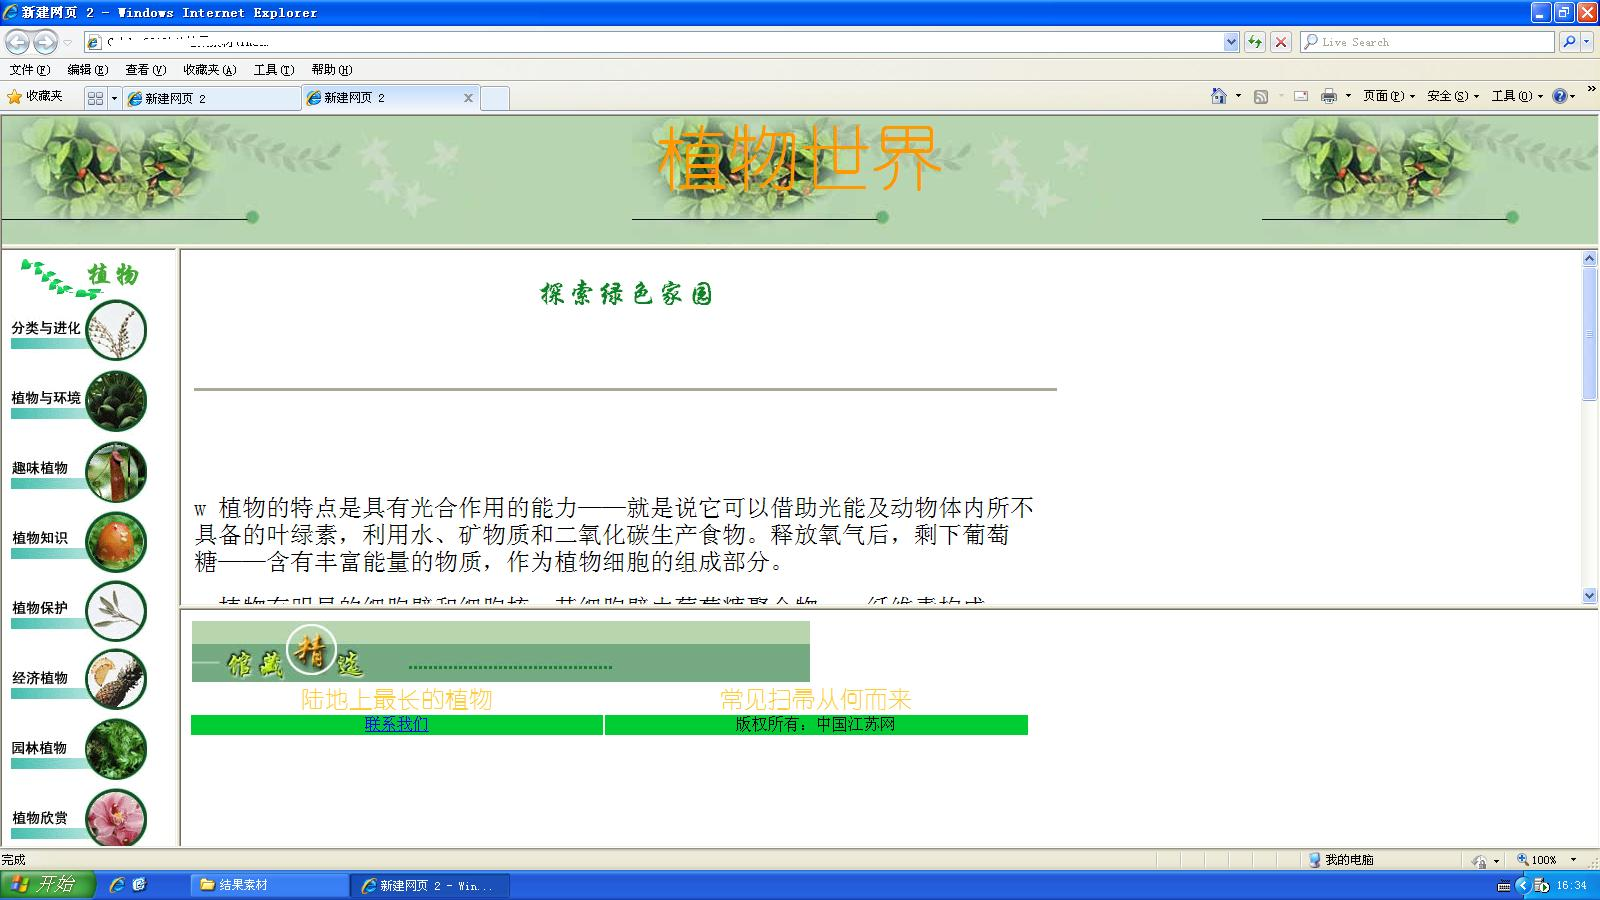 新建网页 2 - Windows Internet Explorer
Live Search
文件(F) 编辑(E) 查看(V) 收藏夹(A) 工具(T) 帮助(H)
收藏夹 新建网页 2 新建网页 2 页面(P) 安全(S) 工具(O)
植物世界
植物
分类与进化
植物与环境
趣味植物
植物知识
植物保护
经济植物
园林植物
植物欣赏
探索绿色家园
w 植物的特点是具有光合作用的能力——就是说它可以借助光能及动物体内所不
具备的叶绿素，利用水、矿物质和二氧化碳生产食物。释放氧气后，剩下葡萄
糖——含有丰富能量的物质，作为植物细胞的组成部分。
馆藏精选
陆地上最长的植物 常见扫帚从何而来
联系我们 版权所有：中国江苏网
完成 我的电脑 100%
开始 结果素材 新建网页 2 - Win... 16:34